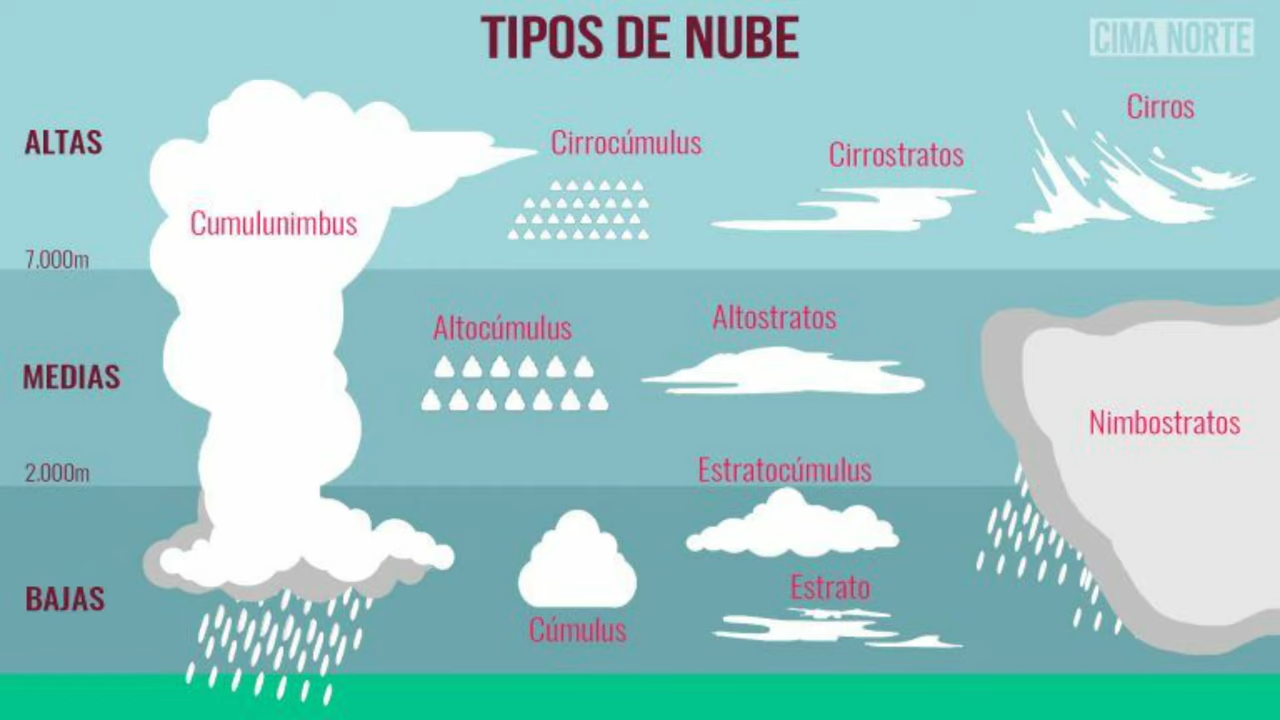 TIPOS DE NUBE
CIMA NORTE
ALTAS
Cumulunimbus
Cirrocúmulus
Cirrostratos
Cirros
7.000m
MEDIAS
Altocúmulus
Altostratos
Nimbostratos
2.000m
BAJAS
Estratocúmulus
Cúmulus
Estrato